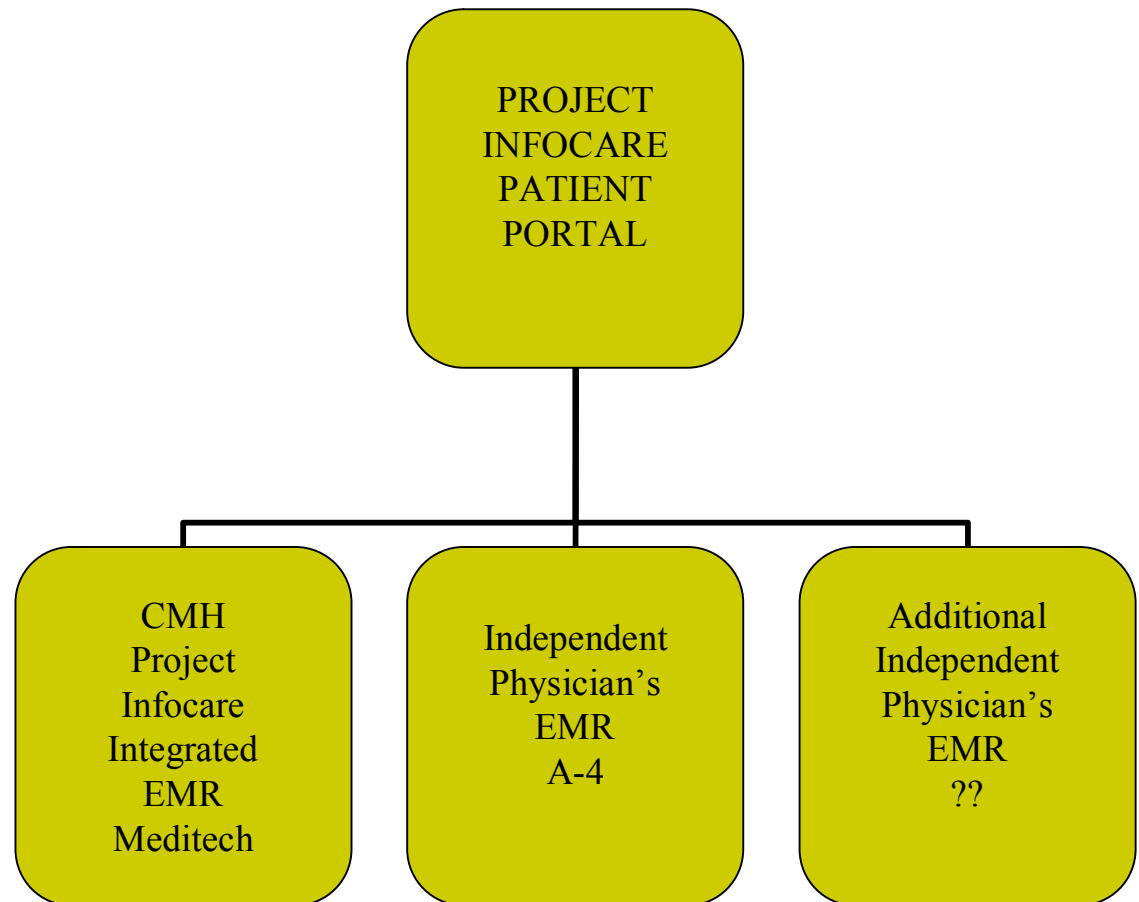 PROJECT
INFOCARE
PATIENT
PORTAL
CMH
Project
Infocare
Integrated
EMR
Meditech
Independent
Physician’s
EMR
A-4
Additional
Independent
Physician’s
EMR
??